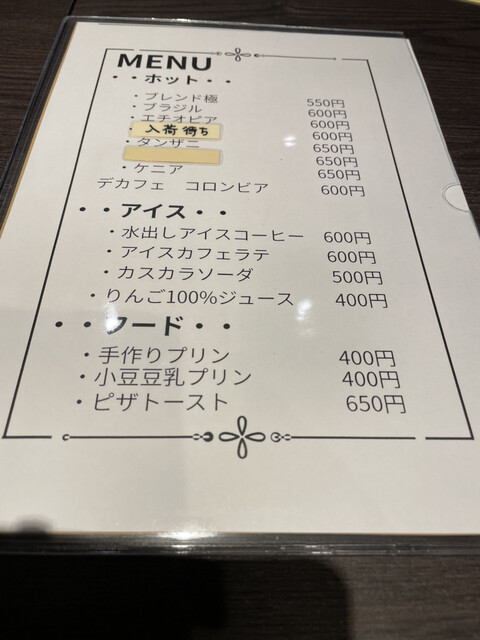 MENU
・・ホット・・
・ブレンド極 550円
・ブラジル 600円
・エチオピア 600円
入荷待ち 600円
・タンザニ 650円
650円
・ケニア 650円
デカフェ コロンビア 600円
・・アイス・・
・水出しアイスコーヒー 600円
・アイスカフェラテ 600円
・カスカラソーダ 500円
・りんご100%ジュース 400円
・・フード・・
・手作りプリン 400円
・小豆豆乳プリン 400円
・ピザトースト 650円